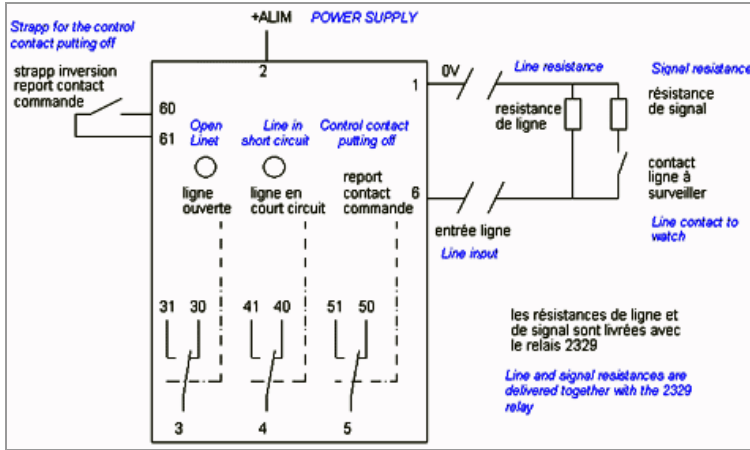 +ALIM
POWER SUPPLY
Strapp for the control
contact putting off
strapp inversion
report contact
commande
2
1
0V
Line resistance
Signal resistance
resistance
de ligne
résistance
de signal
60
61
Open
Linet
Line in
short circuit
Control contact
putting off
ligne
ouverte
ligne en
court circuit
report
contact
commande
6
entrée ligne
Line input
contact
ligne à
surveiller
Line contact to
watch
31 30
41 40
51 50
3
4
5
les résistances de ligne et
de signal sont livrées avec
le relais 2329
Line and signal resistances are
delivered together with the 2329
relay